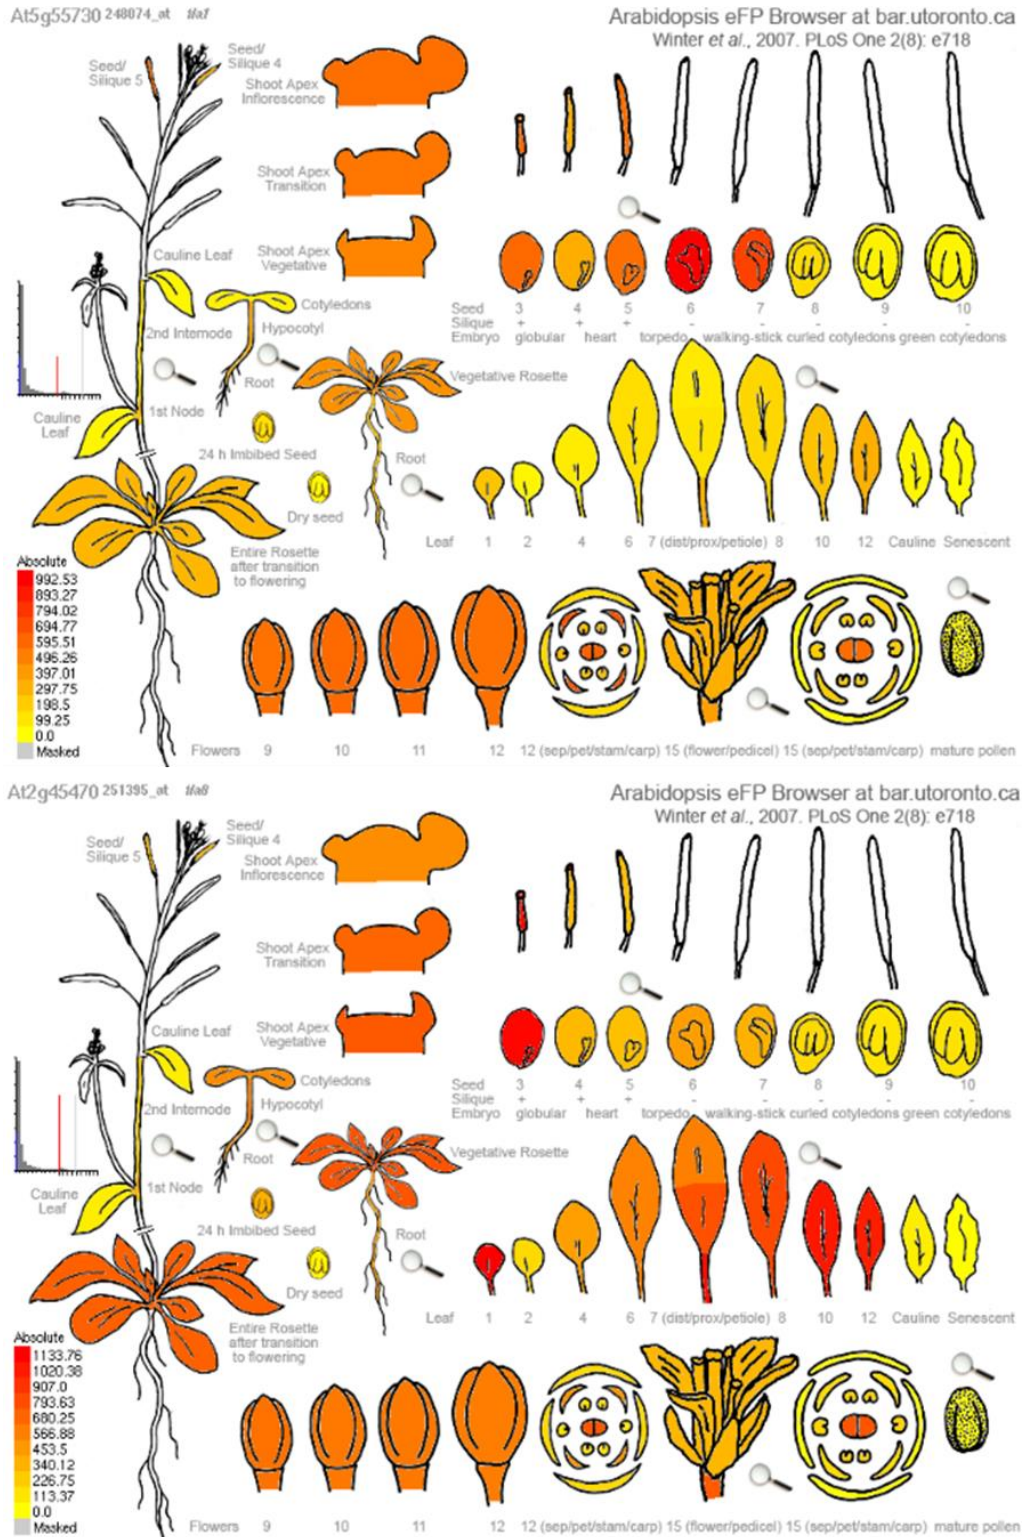 At5g55730 248074_at fla1
Arabidopsis eFP Browser at bar.utoronto.ca
Winter et al., 2007. PLoS One 2(8): e718
Seed/
Silique 5
Seed/
Silique 4
Shoot Apex
Inflorescence
Shoot Apex
Transition
Shoot Apex
Vegetative
Cauline Leaf
Cotyledons
2nd Internode
Hypocotyl
Root
Seed 3 4 5 6 7 8 9 10
Silique + + + - - - - -
Embryo globular heart torpedo walking-stick curled cotyledons green cotyledons
Vegetative Rosette
Cauline
Leaf
1st Node
24 h Imbibed Seed
Root
Dry seed
Leaf 1 2 4 6 7 (dist/prox/petiole) 8 10 12 Cauline Senescent
Entire Rosette
after transition
to flowering
Absolute
992.53
893.27
794.02
694.77
595.51
496.26
397.01
297.75
198.5
99.25
0.0
Masked
Flowers 9 10 11 12 12 (sep/pet/stam/carp) 15 (flower/pedicel) 15 (sep/pet/stam/carp) mature pollen
At2g45470 251395_at fla8
Arabidopsis eFP Browser at bar.utoronto.ca
Winter et al., 2007. PLoS One 2(8): e718
Seed/
Silique 5
Seed/
Silique 4
Shoot Apex
Inflorescence
Shoot Apex
Transition
Shoot Apex
Vegetative
Cauline Leaf
Cotyledons
2nd Internode
Hypocotyl
Root
Seed 3 4 5 6 7 8 9 10
Silique + + + - - - - -
Embryo globular heart torpedo walking-stick curled cotyledons green cotyledons
Vegetative Rosette
Cauline
Leaf
1st Node
24 h Imbibed Seed
Root
Dry seed
Leaf 1 2 4 6 7 (dist/prox/petiole) 8 10 12 Cauline Senescent
Entire Rosette
after transition
to flowering
Absolute
1133.76
1020.38
907.0
793.63
680.25
566.88
453.5
340.12
226.75
113.37
0.0
Masked
Flowers 9 10 11 12 12 (sep/pet/stam/carp) 15 (flower/pedicel) 15 (sep/pet/stam/carp) mature pollen